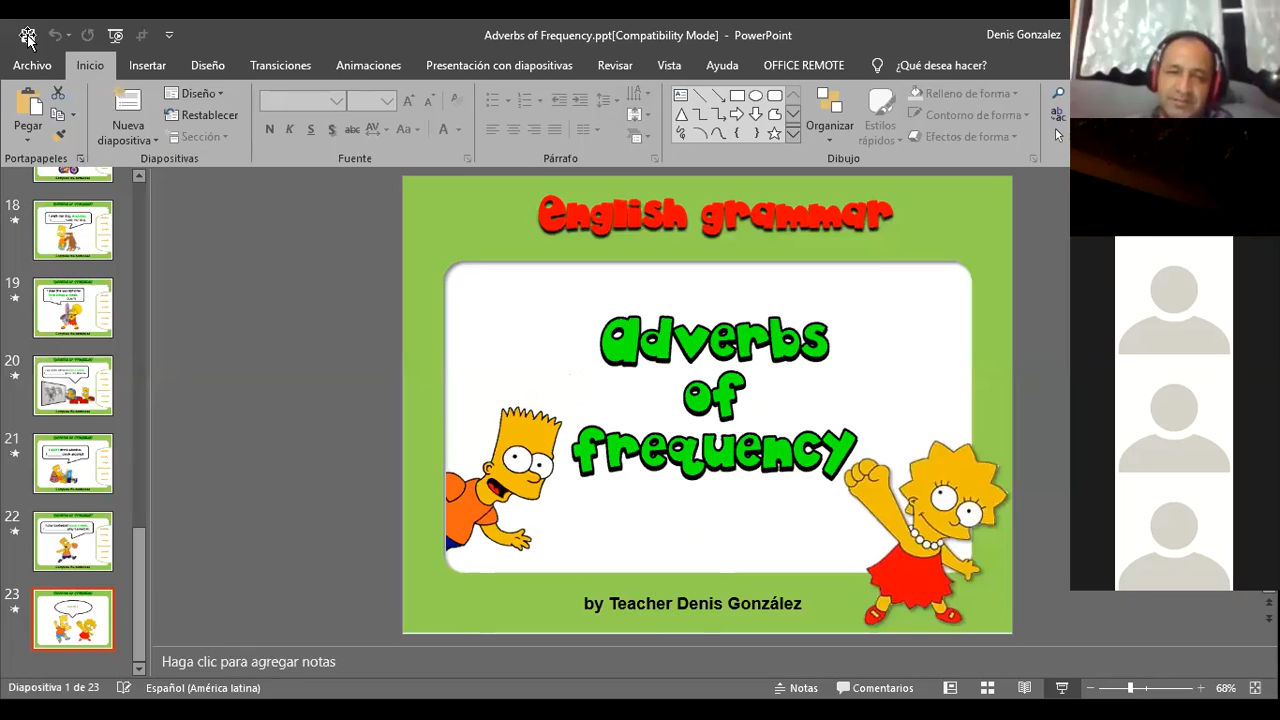 Adverbs of Frequency.ppt[Compatibility Mode] - PowerPoint
Denis Gonzalez
Archivo Inicio Insertar Diseño Transiciones Animaciones Presentación con diapositivas Revisar Vista Ayuda OFFICE REMOTE ¿Qué desea hacer?
Pegar
Nueva diapositiva
Diseño
Restablecer
Sección
N K S S abc AV Aa A
Organizar
Estilos rápidos
Relleno de forma
Contorno de forma
Efectos de forma
Portapapeles Diapositivas Fuente Párrafo Dibujo
18
19
20
21
22
23
English grammar
Adverbs
of
frequency
by Teacher Denis González
Haga clic para agregar notas
Diapositiva 1 de 23 Español (América latina) Notas Comentarios 68%